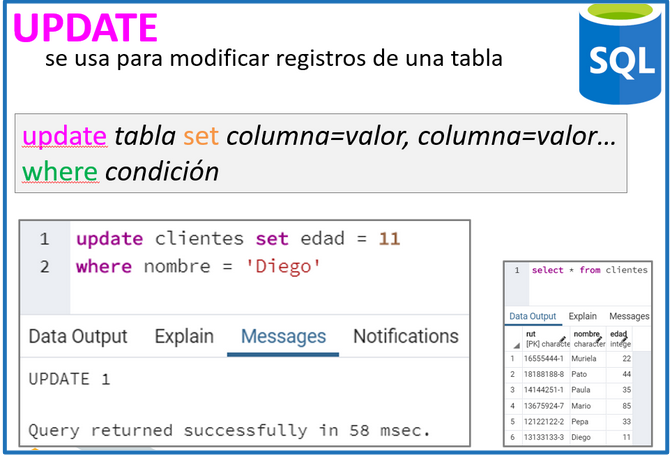 UPDATE
se usa para modificar registros de una tabla
SQL
update tabla set columna=valor, columna=valor...
where condición
1 update clientes set edad = 11
2 where nombre = 'Diego'
Data Output Explain Messages Notifications
UPDATE 1
Query returned successfully in 58 msec.
1 select * from clientes
Data Output Explain Messages
rut nombre edad
[PK] characte character intege
1 16555444-1 Muriela 22
2 18188188-8 Pato 44
3 14144251-1 Paula 35
4 13675924-7 Mario 85
5 12122122-2 Pepa 33
6 13133133-3 Diego 11